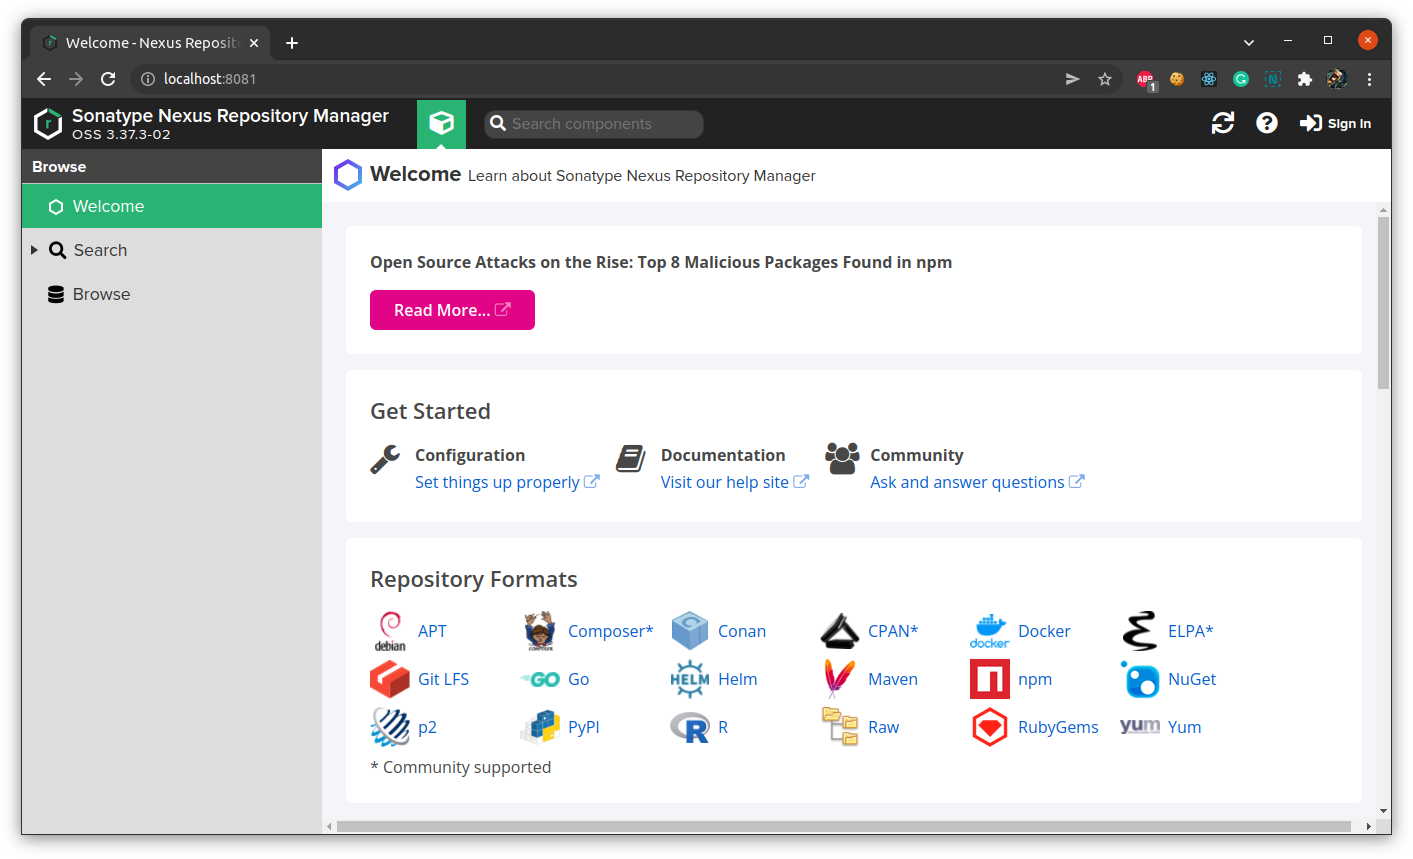 Welcome - Nexus Reposit
localhost:8081
ABP
1
Sonatype Nexus Repository Manager
OSS 3.37.3-02
Search components
Sign in
Browse
Welcome
Search
Browse
Welcome Learn about Sonatype Nexus Repository Manager
Open Source Attacks on the Rise: Top 8 Malicious Packages Found in npm
Read More...
Get Started
Configuration
Set things up properly
Documentation
Visit our help site
Community
Ask and answer questions
Repository Formats
debian APT Composer* Conan CPAN* docker Docker ELPA*
Git LFS GO Go HELM Helm Maven npm NuGet
p2 PyPI R R Raw RubyGems yum Yum
* Community supported